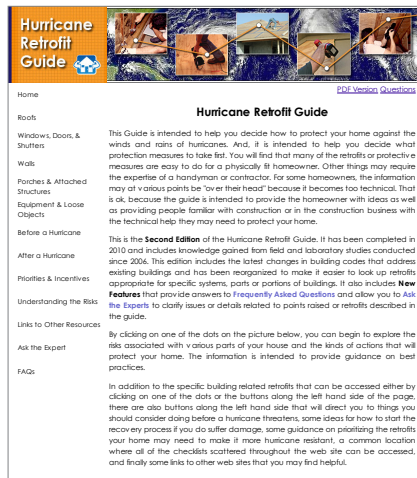 Hurricane
Retrofit
Guide
PDF Version Questions
Home
Roofs
Windows, Doors, &
Shutters
Walls
Porches & Attached
Structures
Equipment & Loose
Objects
Before a Hurricane
After a Hurricane
Priorities & Incentives
Understanding the Risks
Links to Other Resources
Ask the Expert
FAQs
Hurricane Retrofit Guide
This Guide is intended to help you decide how to protect your home against the
winds and rains of hurricanes. And, it is intended to help you decide what
protection measures to take first. You will find that many of the retrofits or protective
measures are easy to do for a physically fit homeowner. Other things may require
the expertise of a handyman or contractor. For some homeowners, the information
may at various points be "over their head" because it becomes too technical. That
is ok, because the guide is intended to provide the homeowner with ideas as well
as providing people familiar with construction or in the construction business with
the technical help they may need to protect your home.
This is the Second Edition of the Hurricane Retrofit Guide. It has been completed in
2010 and includes knowledge gained from field and laboratory studies conducted
since 2006. This edition includes the latest changes in building codes that address
existing buildings and has been reorganized to make it easier to look up retrofits
appropriate for specific systems, parts or portions of buildings. It also includes New
Features that provide answers to Frequently Asked Questions and allow you to Ask
the Experts to clarify issues or details related to points raised or retrofits described in
the guide.
By clicking on one of the dots on the picture below, you can begin to explore the
risks associated with various parts of your house and the kinds of actions that will
protect your home. The information is intended to provide guidance on best
practices.
In addition to the specific building related retrofits that can be accessed either by
clicking on one of the dots or the buttons along the left hand side of the page,
there are also buttons along the left hand side that will direct you to things you
should consider doing before a hurricane threatens, some ideas for how to start the
recovery process if you do suffer damage, some guidance on prioritizing the retrofits
your home may need to make it more hurricane resistant, a common location
where all of the checklists scattered throughout the web site can be accessed,
and finally some links to other web sites that you may find helpful.